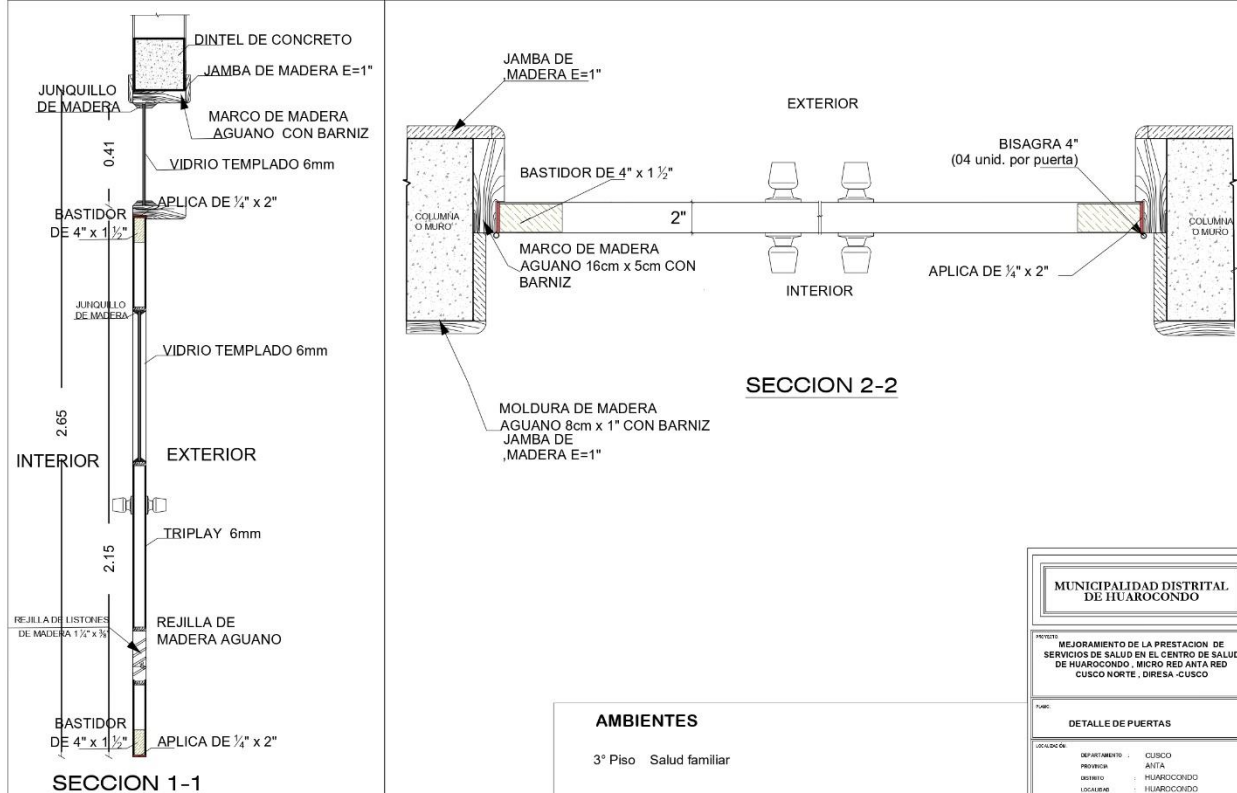 DINTEL DE CONCRETO
JAMBA DE MADERA E=1"
JUNQUILLO
DE MADERA
MARCO DE MADERA
AGUANO CON BARNIZ
0.41
VIDRIO TEMPLADO 6mm
APLICA DE ¼" x 2"
BASTIDOR
DE 4" x 1 ½"
JUNQUILLO
DE MADERA
VIDRIO TEMPLADO 6mm
2.65
INTERIOR
EXTERIOR
TRIPLAY 6mm
2.15
REJILLA DE LISTONES
DE MADERA 1 ¼" x ⅜"
REJILLA DE
MADERA AGUANO
BASTIDOR
DE 4" x 1 ½"
APLICA DE ¼" x 2"
SECCION 1-1
JAMBA DE
,MADERA E=1"
EXTERIOR
BISAGRA 4"
(04 unid. por puerta)
BASTIDOR DE 4" x 1 ½"
COLUMNA
O MURO
2"
COLUMNA
O MURO
MARCO DE MADERA
AGUANO 16cm x 5cm CON
BARNIZ
APLICA DE ¼" x 2"
INTERIOR
SECCION 2-2
MOLDURA DE MADERA
AGUANO 8cm x 1" CON BARNIZ
JAMBA DE
,MADERA E=1"
AMBIENTES
3° Piso Salud familiar
MUNICIPALIDAD DISTRITAL
DE HUAROCONDO
PROYECTO:
MEJORAMIENTO DE LA PRESTACION DE
SERVICIOS DE SALUD EN EL CENTRO DE SALUD
DE HUAROCONDO , MICRO RED ANTA RED
CUSCO NORTE , DIRESA -CUSCO
PLANO:
DETALLE DE PUERTAS
LOCALIZACIÓN:
DEPARTAMENTO : CUSCO
PROVINCIA ANTA
DISTRITO : HUAROCONDO
LOCALIDAD : HUAROCONDO